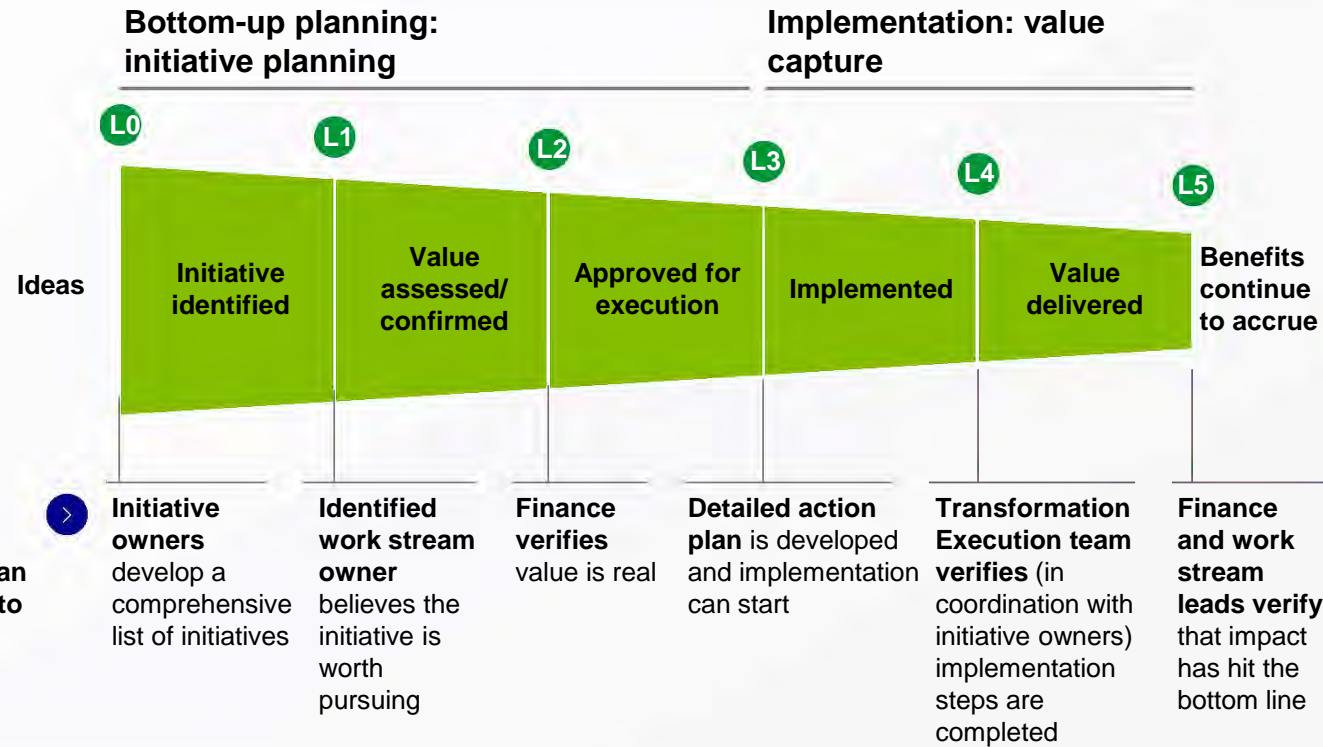 Bottom-up planning:
initiative planning
Implementation: value
capture
L0
L1
L2
L3
L4
L5
Ideas
Initiative
identified
Value
assessed/
confirmed
Approved for
execution
Implemented
Value
delivered
Benefits
continue
to accrue
an
to
Initiative
owners
develop a
comprehensive
list of initiatives
Identified
work stream
owner
believes the
initiative is
worth
pursuing
Finance
verifies
value is real
Detailed action
plan is developed
and implementation
can start
Transformation
Execution team
verifies (in
coordination with
initiative owners)
implementation
steps are
completed
Finance
and work
stream
leads verify
that impact
has hit the
bottom line